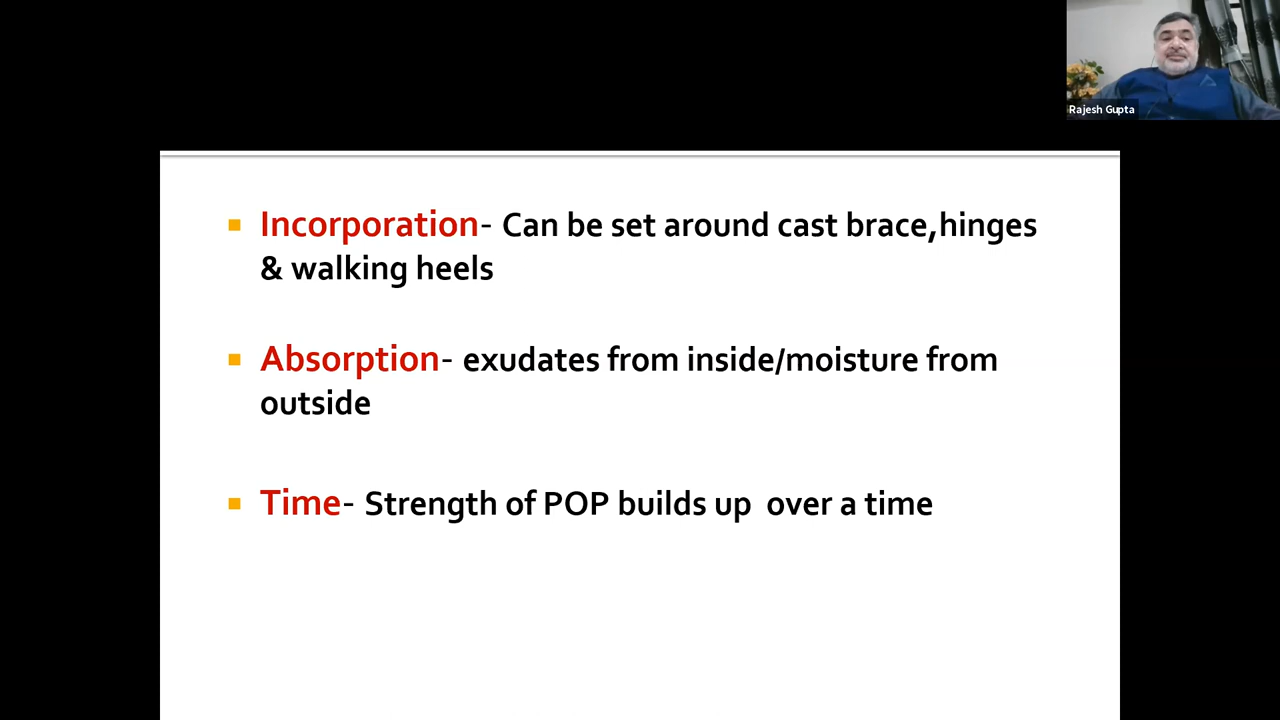 Rajesh Gupta
Incorporation- Can be set around cast brace,hinges
& walking heels
Absorption- exudates from inside/moisture from
outside
Time- Strength of POP builds up  over a time